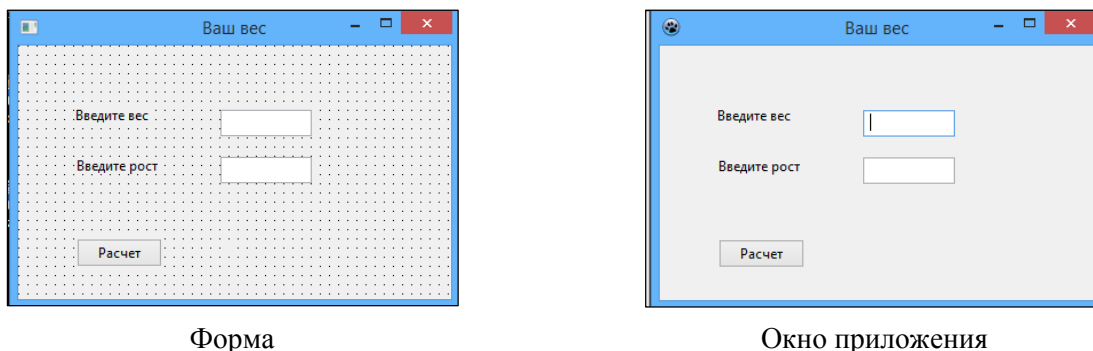 Ваш вес
Введите вес
Введите рост
Расчет
Форма
Ваш вес
Введите вес
Введите рост
Расчет
Окно приложения